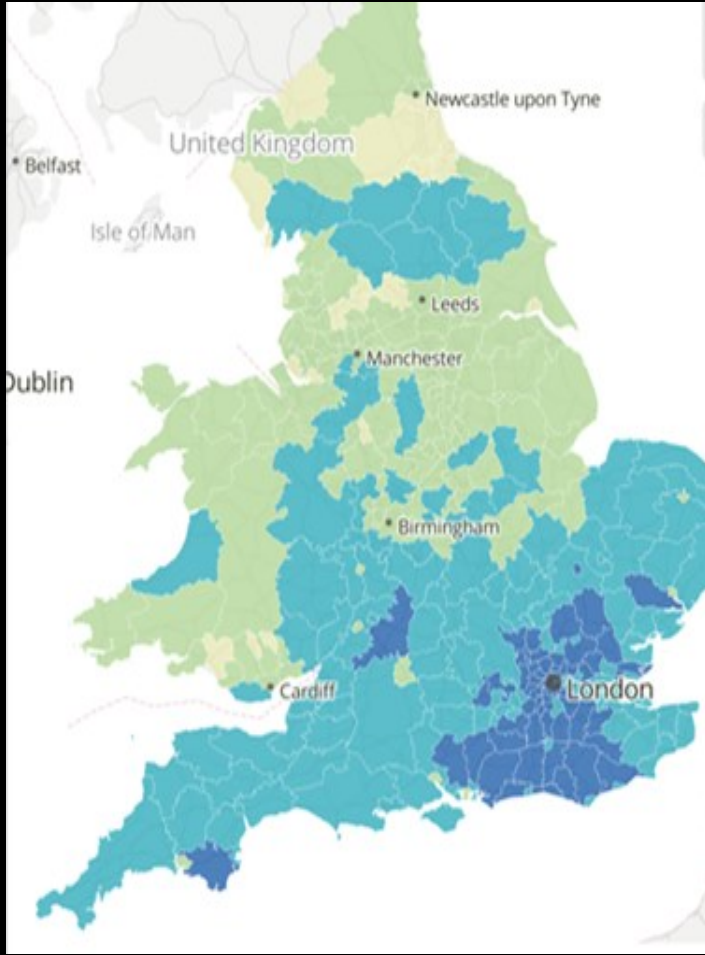 Newcastle upon Tyne
United Kingdom
Belfast
Isle of Man
Leeds
Manchester
Dublin
Birmingham
Cardiff
London